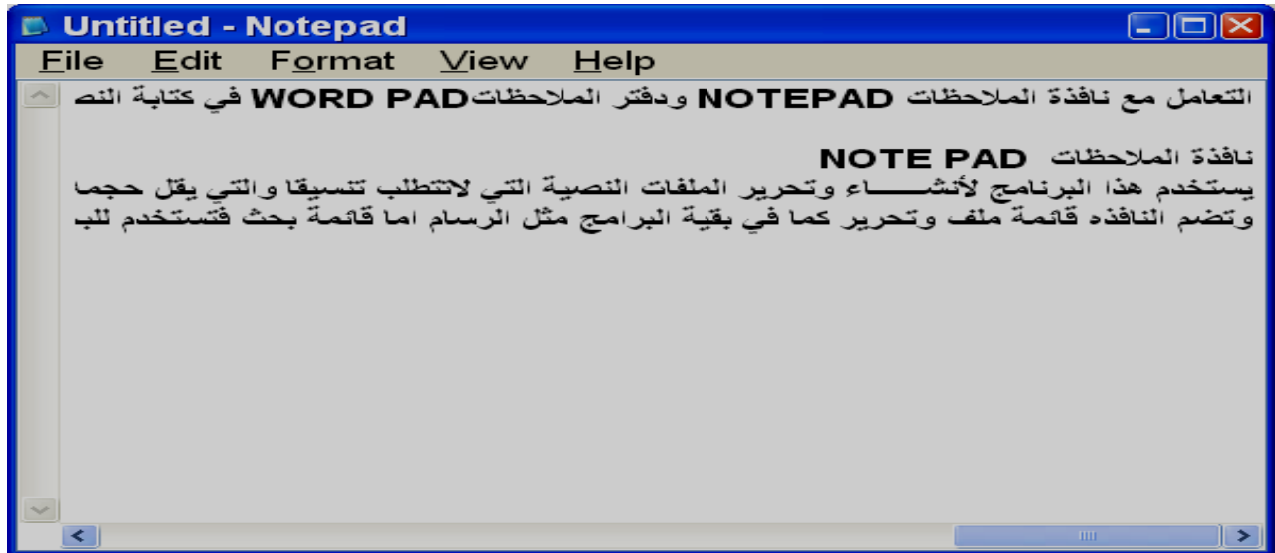 Untitled - Notepad
File Edit Format View Help
التعامل مع نافذة الملاحظات NOTEPAD ودفتر الملاحظاتWORD PAD في كتابة النص
نافذة الملاحظات NOTE PAD
يستخدم هذا البرنامج لأنشـــــاء وتحرير الملفات النصية التي لاتتطلب تنسيقا والتي يقل حجما
وتضم النافذه قائمة ملف وتحرير كما في بقية البرامج مثل الرسام اما قائمة بحث فتستخدم للب